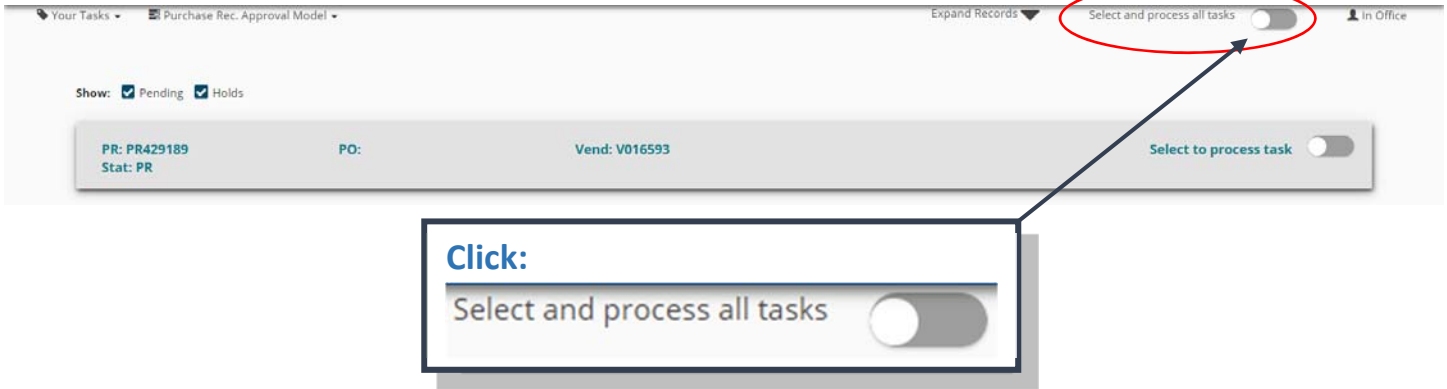 Your Tasks Purchase Rec. Approval Model Expand Records Select and process all tasks In Office
Show: Pending Holds
PR: PR429189 PO: Vend: V016593 Select to process task
Stat: PR
Click:
Select and process all tasks